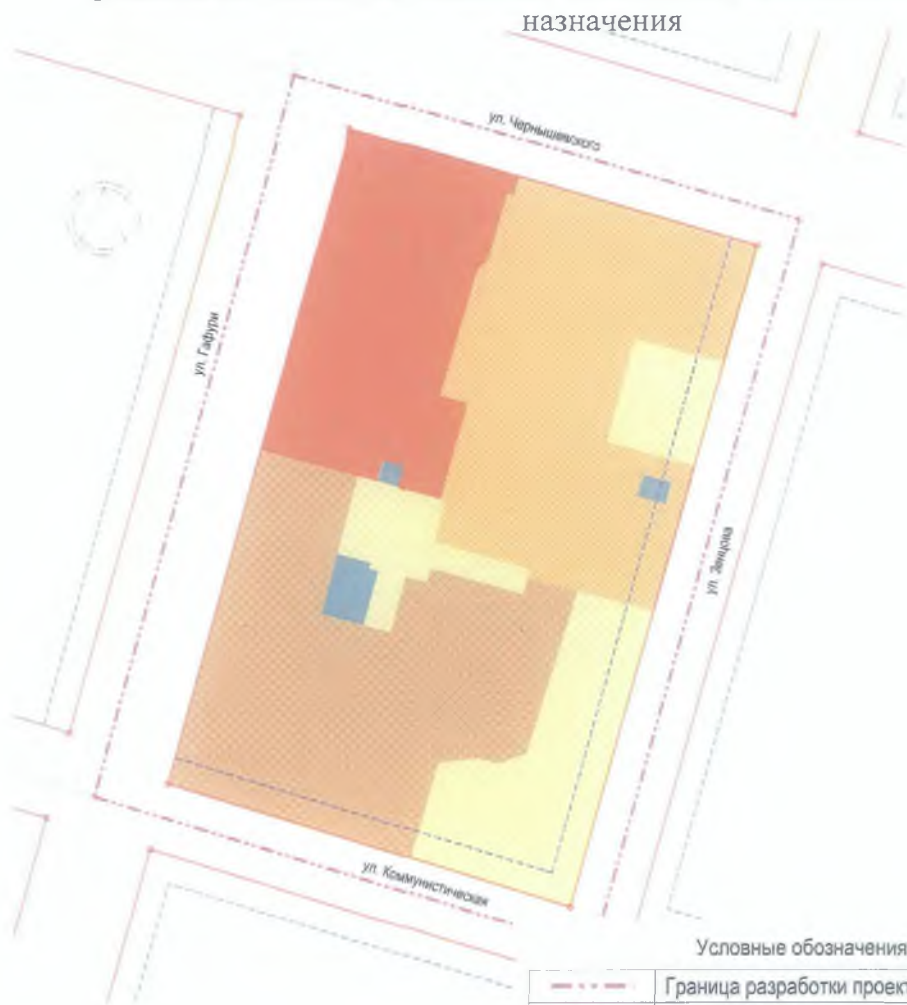 назначения
ул. Чернышевского
ул. Гафури
ул. Зенцова
ул. Коммунистическая
Условные обозначения
Граница разработки проект